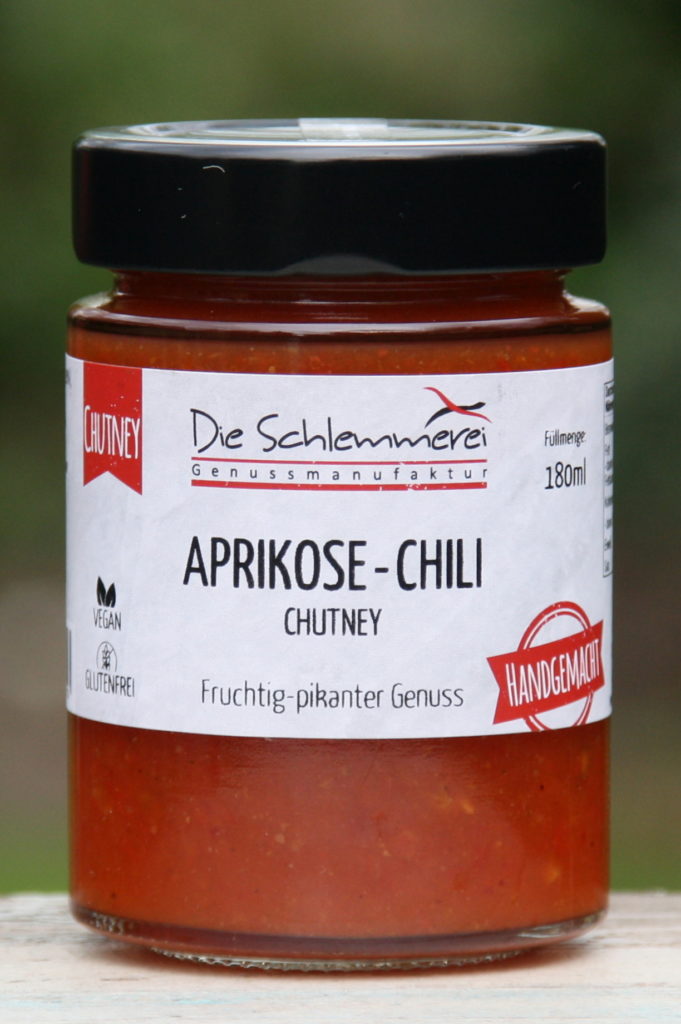 CHUTNEY
Die Schlemmerei
Genussmanufaktur
Füllmenge:
180ml
APRIKOSE - CHILI
CHUTNEY
VEGAN
GLUTENFREI
Fruchtig-pikanter Genuss
HANDGEMACHT